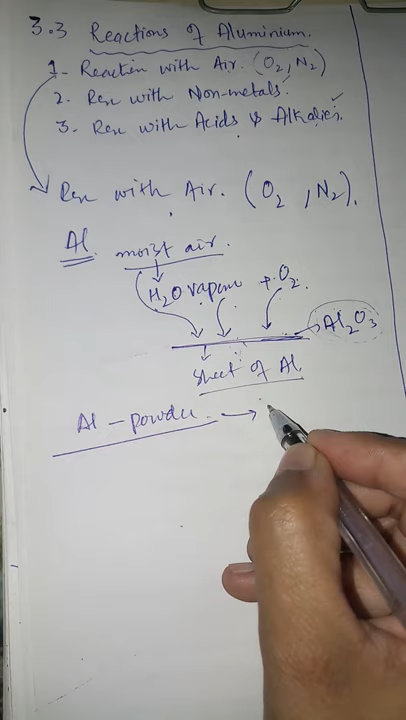 3.3 Reactions of Aluminium.
1- Reaction with Air. (O2, N2)
2. Rxn with Non-metals.
3. Rxn with Acids & Alkalies.
Rxn with Air. (O2, N2).
Al moist air.
H2O vapour + O2
Al2O3
Sheet of Al.
Al - powder →